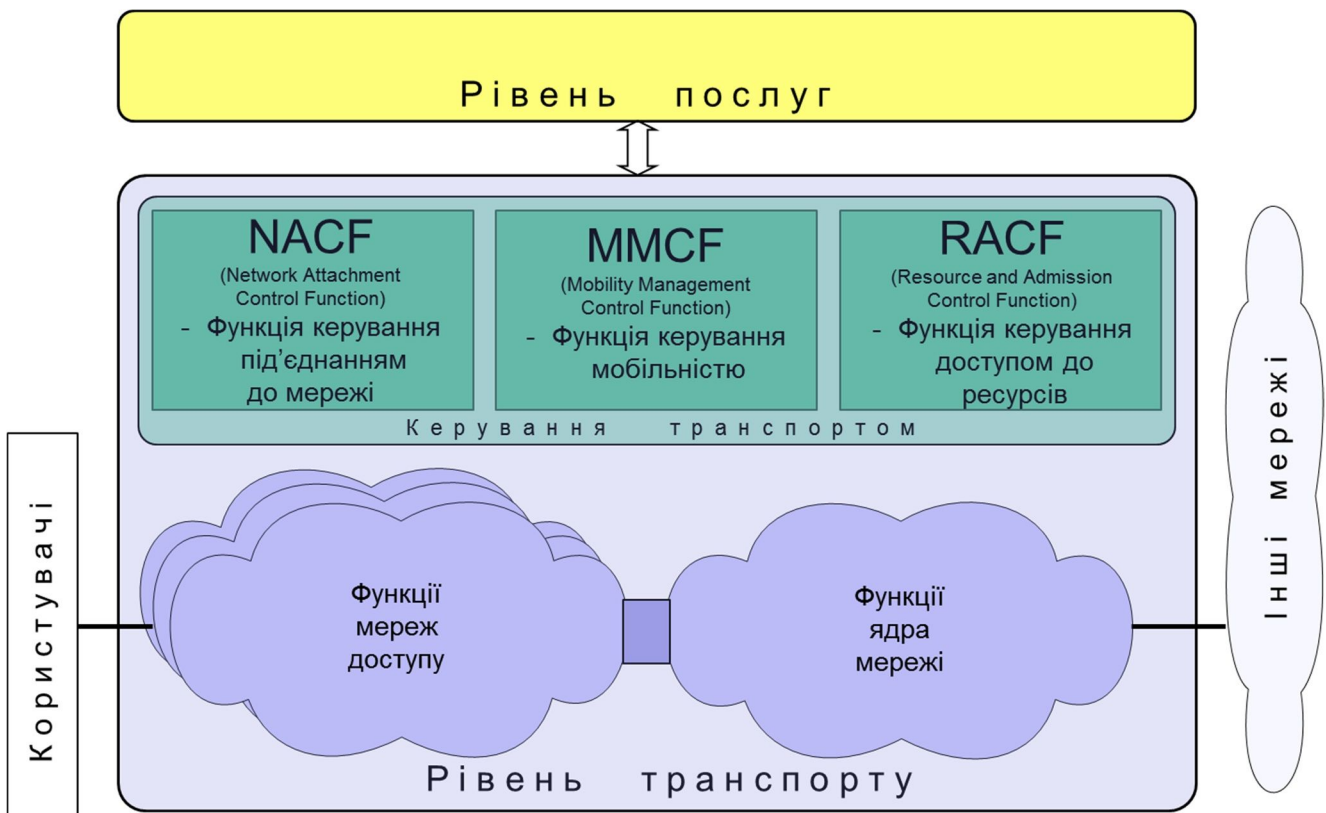 Рівень послуг
NACF
(Network Attachment
Control Function)
- Функція керування
під’єднанням
до мережі
MMCF
(Mobility Management
Control Function)
- Функція керування
мобільністю
RACF
(Resource and Admission
Control Function)
- Функція керування
доступом до
ресурсів
Керування транспортом
Користувачі
Функції
мереж
доступу
Функції
ядра
мережі
Інші мережі
Рівень транспорту